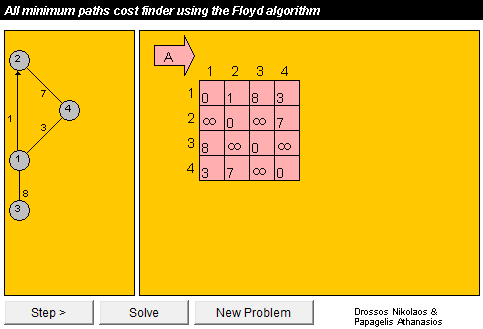 All minimum paths cost finder using the Floyd algorithm
2
7
4
1
3
1
8
3
A
1 2 3 4
1 0 1 8 3
2 ∞ 0 ∞ 7
3 8 ∞ 0 ∞
4 3 7 ∞ 0
Step > Solve New Problem
Drossos Nikolaos &
Papagelis Athanasios